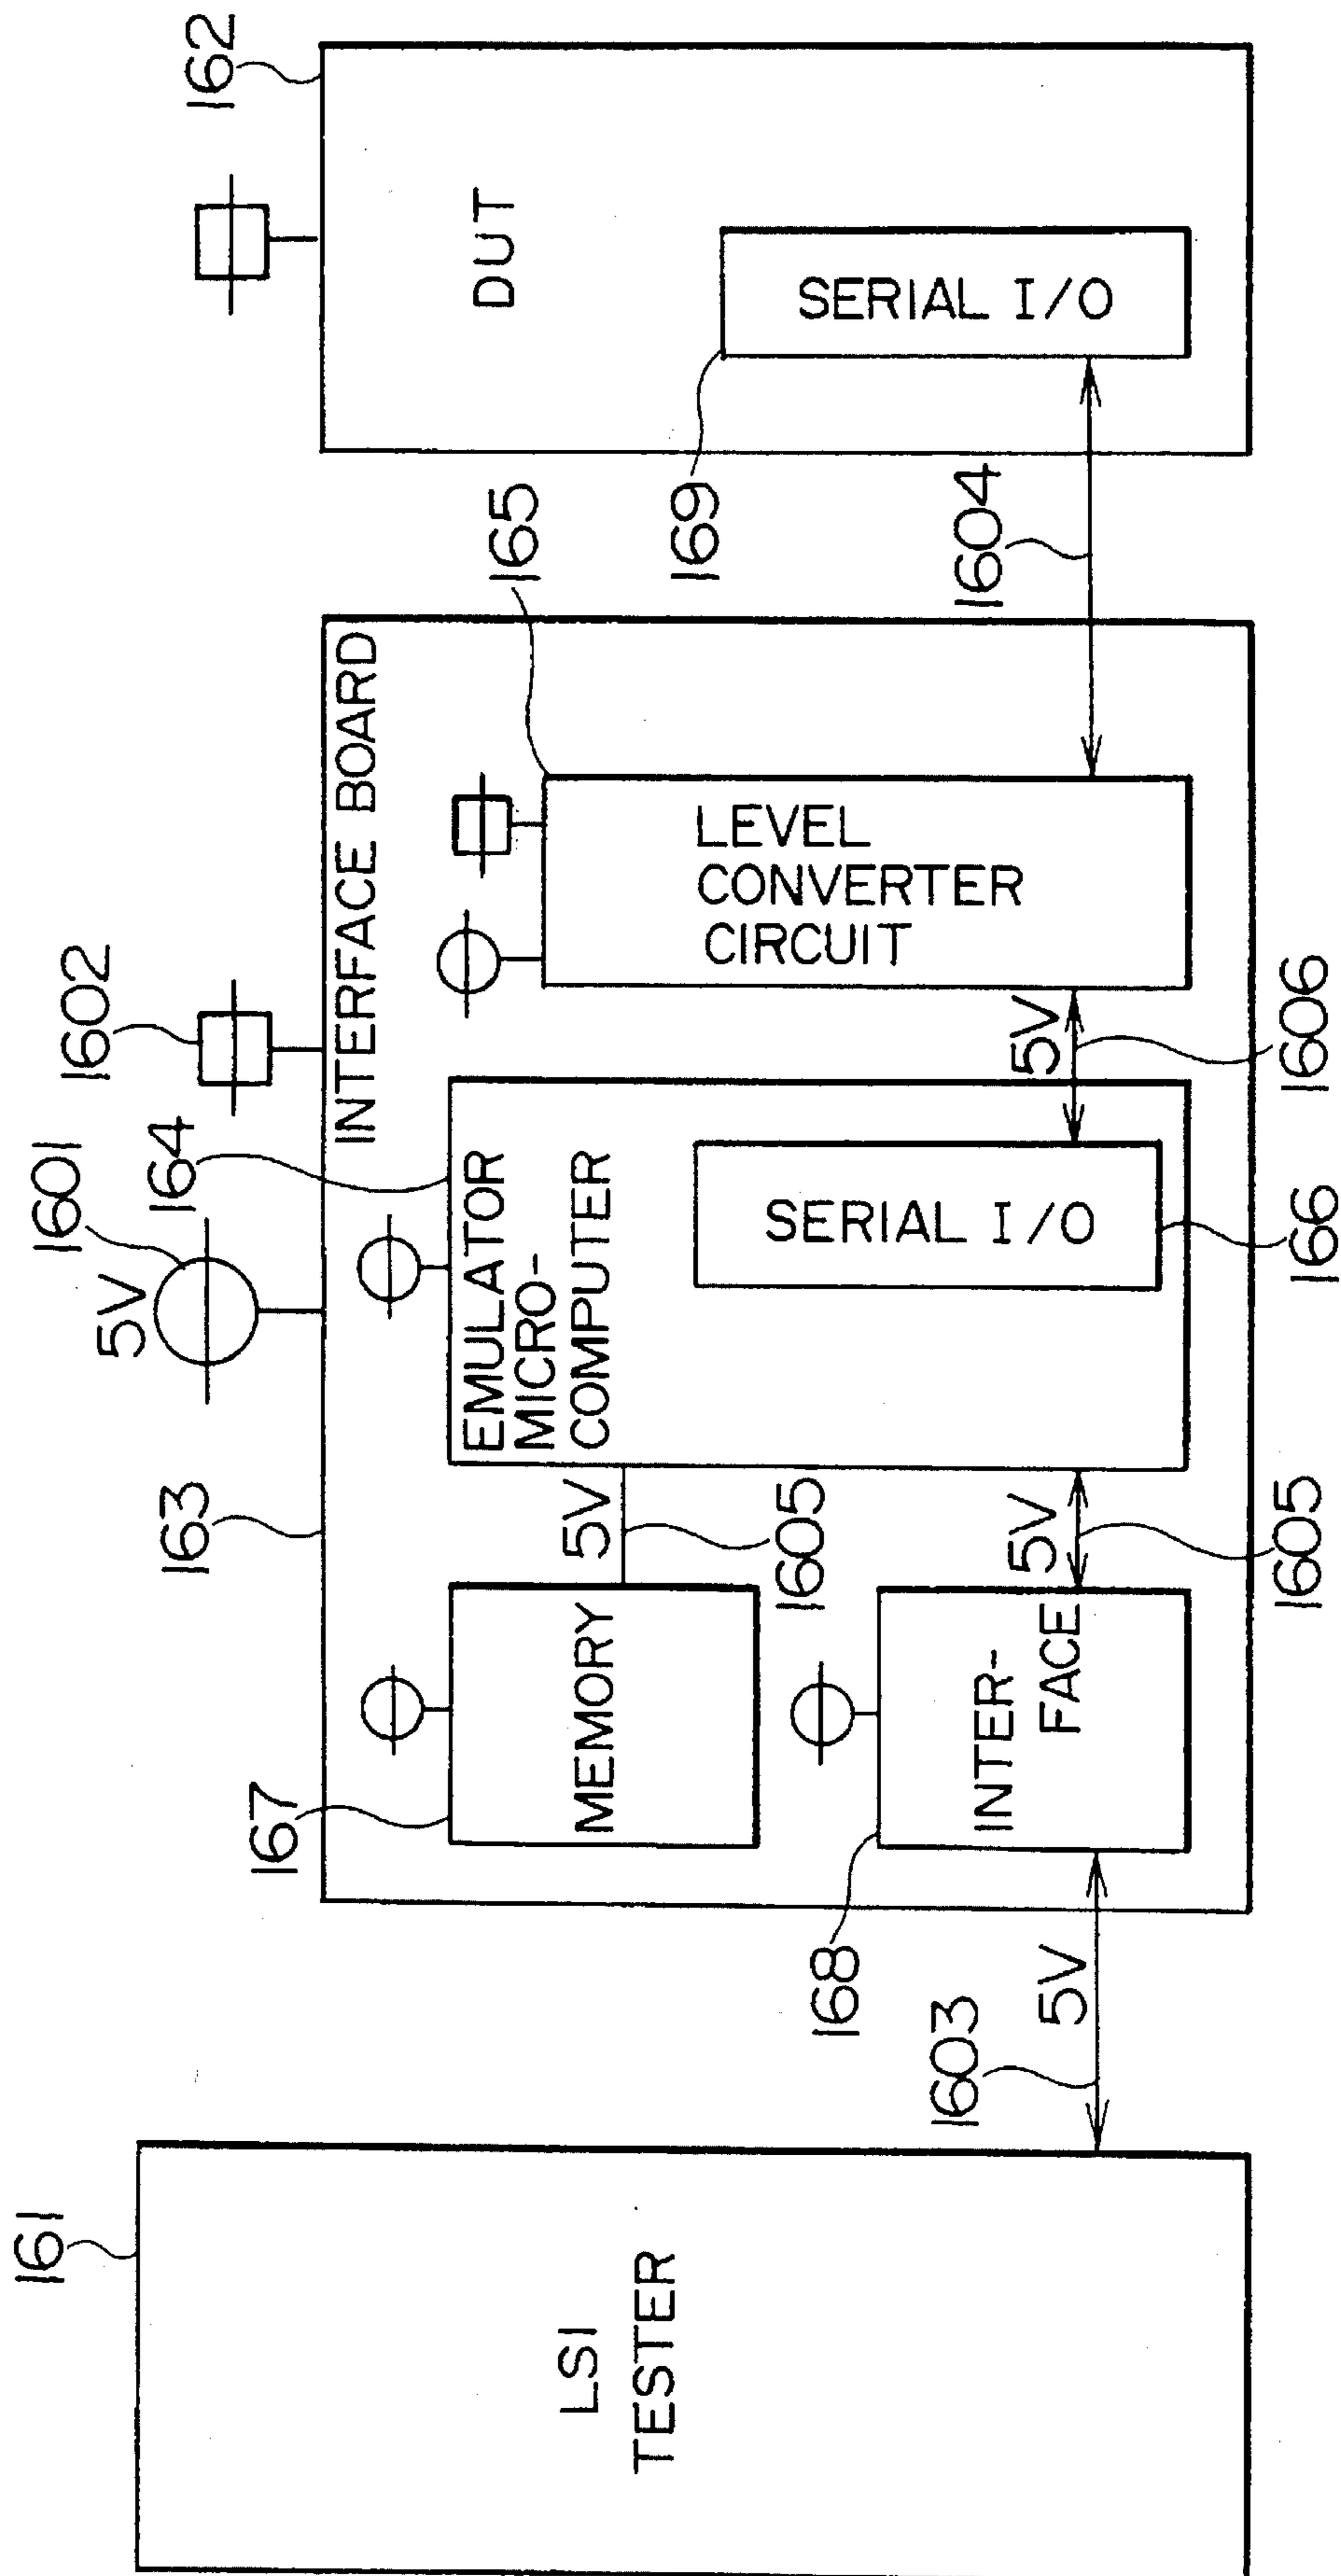 161
LSI
TESTER
1603
5V
163
INTERFACE BOARD
5V
1601
1602
167
MEMORY
168
INTER-
FACE
5V
1605
5V
1605
164
EMULATOR
MICRO-
COMPUTER
SERIAL I/O
166
5V
1606
165
LEVEL
CONVERTER
CIRCUIT
1604
162
DUT
SERIAL I/O
169